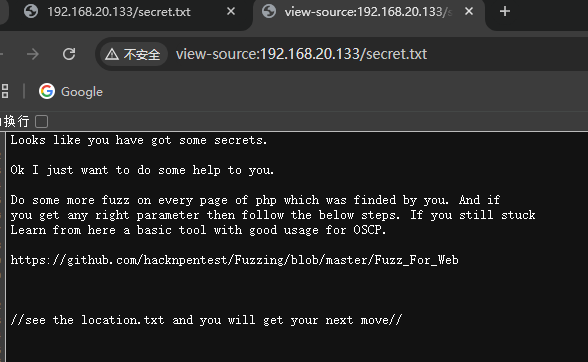 192.168.20.133/secret.txt
view-source:192.168.20.133/s
不安全
view-source:192.168.20.133/secret.txt
Google
换行
Looks like you have got some secrets.
Ok I just want to do some help to you.
Do some more fuzz on every page of php which was finded by you. And if
you get any right parameter then follow the below steps. If you still stuck
Learn from here a basic tool with good usage for OSCP.
https://github.com/hacknpentest/Fuzzing/blob/master/Fuzz_For_Web
//see the location.txt and you will get your next move//